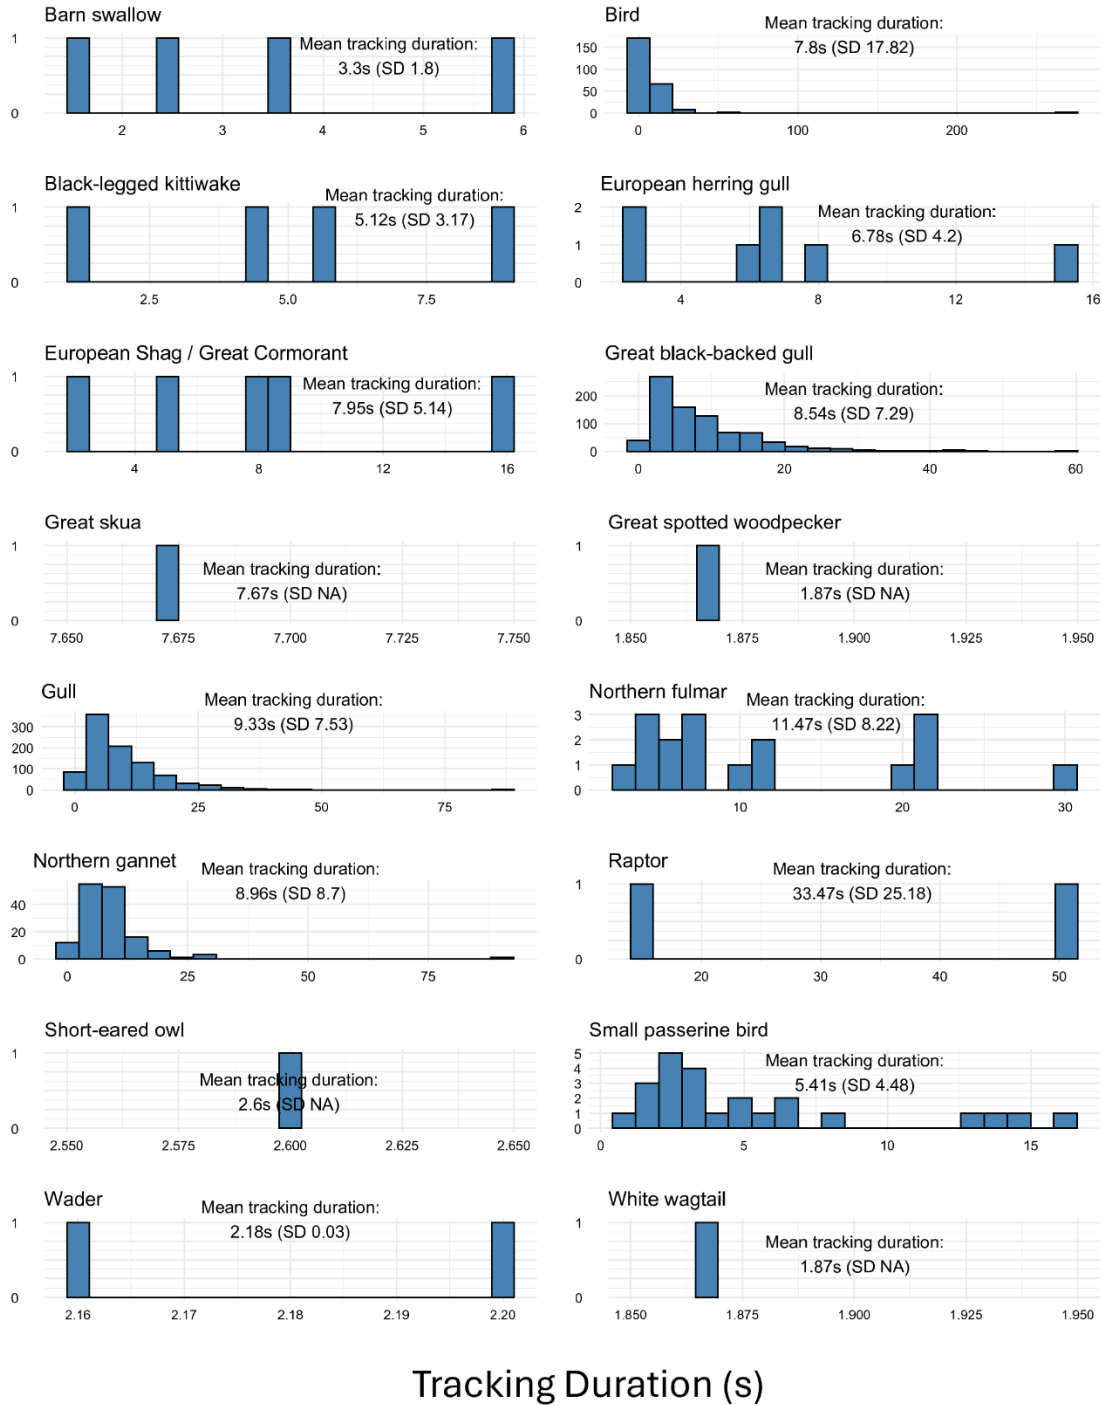 Barn swallow
Mean tracking duration:
3.3s (SD 1.8)
1
0
2 3 4 5 6
Bird
Mean tracking duration:
7.8s (SD 17.82)
150
100
50
0
0 100 200
Black-legged kittiwake
Mean tracking duration:
5.12s (SD 3.17)
1
0
2.5 5.0 7.5
European herring gull
Mean tracking duration:
6.78s (SD 4.2)
2
1
0
4 8 12 16
European Shag / Great Cormorant
Mean tracking duration:
7.95s (SD 5.14)
1
0
4 8 12 16
Great black-backed gull
Mean tracking duration:
8.54s (SD 7.29)
200
100
0
0 20 40 60
Great skua
Mean tracking duration:
7.67s (SD NA)
1
0
7.650 7.675 7.700 7.725 7.750
Great spotted woodpecker
Mean tracking duration:
1.87s (SD NA)
1
0
1.850 1.875 1.900 1.925 1.950
Gull
Mean tracking duration:
9.33s (SD 7.53)
300
200
100
0
0 25 50 75
Northern fulmar
Mean tracking duration:
11.47s (SD 8.22)
3
2
1
0
10 20 30
Northern gannet
Mean tracking duration:
8.96s (SD 8.7)
40
20
0
0 25 50 75
Raptor
Mean tracking duration:
33.47s (SD 25.18)
1
0
20 30 40 50
Short-eared owl
Mean tracking duration:
2.6s (SD NA)
1
0
2.550 2.575 2.600 2.625 2.650
Small passerine bird
Mean tracking duration:
5.41s (SD 4.48)
5
4
3
2
1
0
0 5 10 15
Wader
Mean tracking duration:
2.18s (SD 0.03)
1
0
2.16 2.17 2.18 2.19 2.20
White wagtail
Mean tracking duration:
1.87s (SD NA)
1
0
1.850 1.875 1.900 1.925 1.950
Tracking Duration (s)